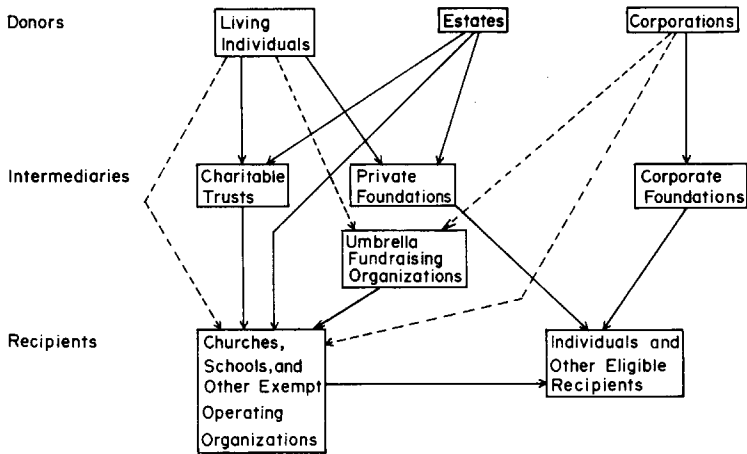 Donors
Living
Individuals
Estates
Corporations
Intermediaries
Charitable
Trusts
Private
Foundations
Corporate
Foundations
Umbrella
Fundraising
Organizations
Recipients
Churches,
Schools, and
Other Exempt
Operating
Organizations
Individuals and
Other Eligible
Recipients